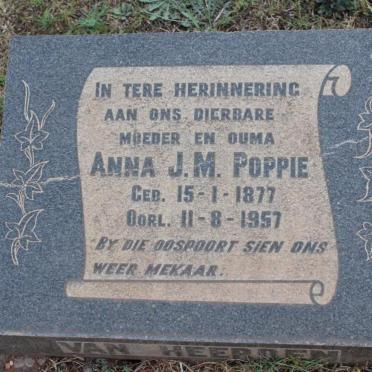 IN TERE HERINNERING
AAN ONS DIERBARE
MOEDER EN OUMA
ANNA J.M. POPPIE
GEB. 15-1-1877
OORL. 11-8-1957
BY DIE OOSPOORT SIEN ONS
WEER MEKAAR.
VAN HEERDEN